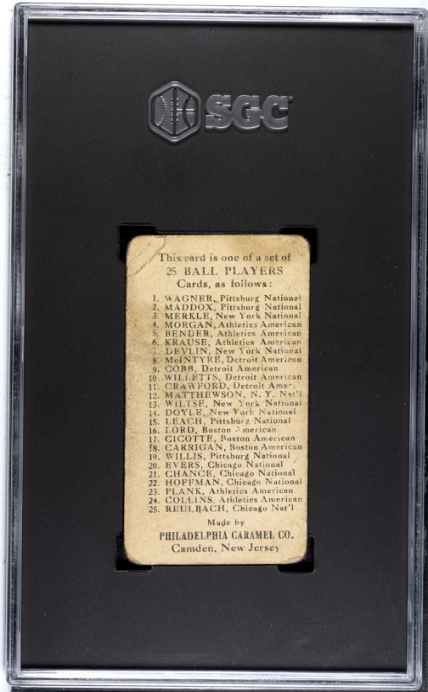 SGC
This card is one of a set of
25 BALL PLAYERS
Cards, as follows:
1. WAGNER, Pittsburg National
2. MADDOX, Pittsburg National
3. MERKLE, New York National
4. MORGAN, Athletics American
5. BENDER, Athletics American
6. KRAUSE, Athletics American
7. DEVLIN, New York National
8. McINTYRE, Detroit American
9. COBB, Detroit American
10. WILLETTS, Detroit American
11. CRAWFORD, Detroit Amer.
12. MATTHEWSON, N. Y. Nat'l
13. WILTSE, New York National
14. DOYLE, New York National
15. LEACH, Pittsburg National
16. LORD, Boston American
17. CICOTTE, Boston American
18. CARRIGAN, Boston American
19. WILLIS, Pittsburg National
20. EVERS, Chicago National
21. CHANCE, Chicago National
22. HOFFMAN, Chicago National
23. PLANK, Athletics American
24. COLLINS, Athletics American
25. REULBACH, Chicago Nat'l
Made by
PHILADELPHIA CARAMEL CO.
Camden, New Jersey